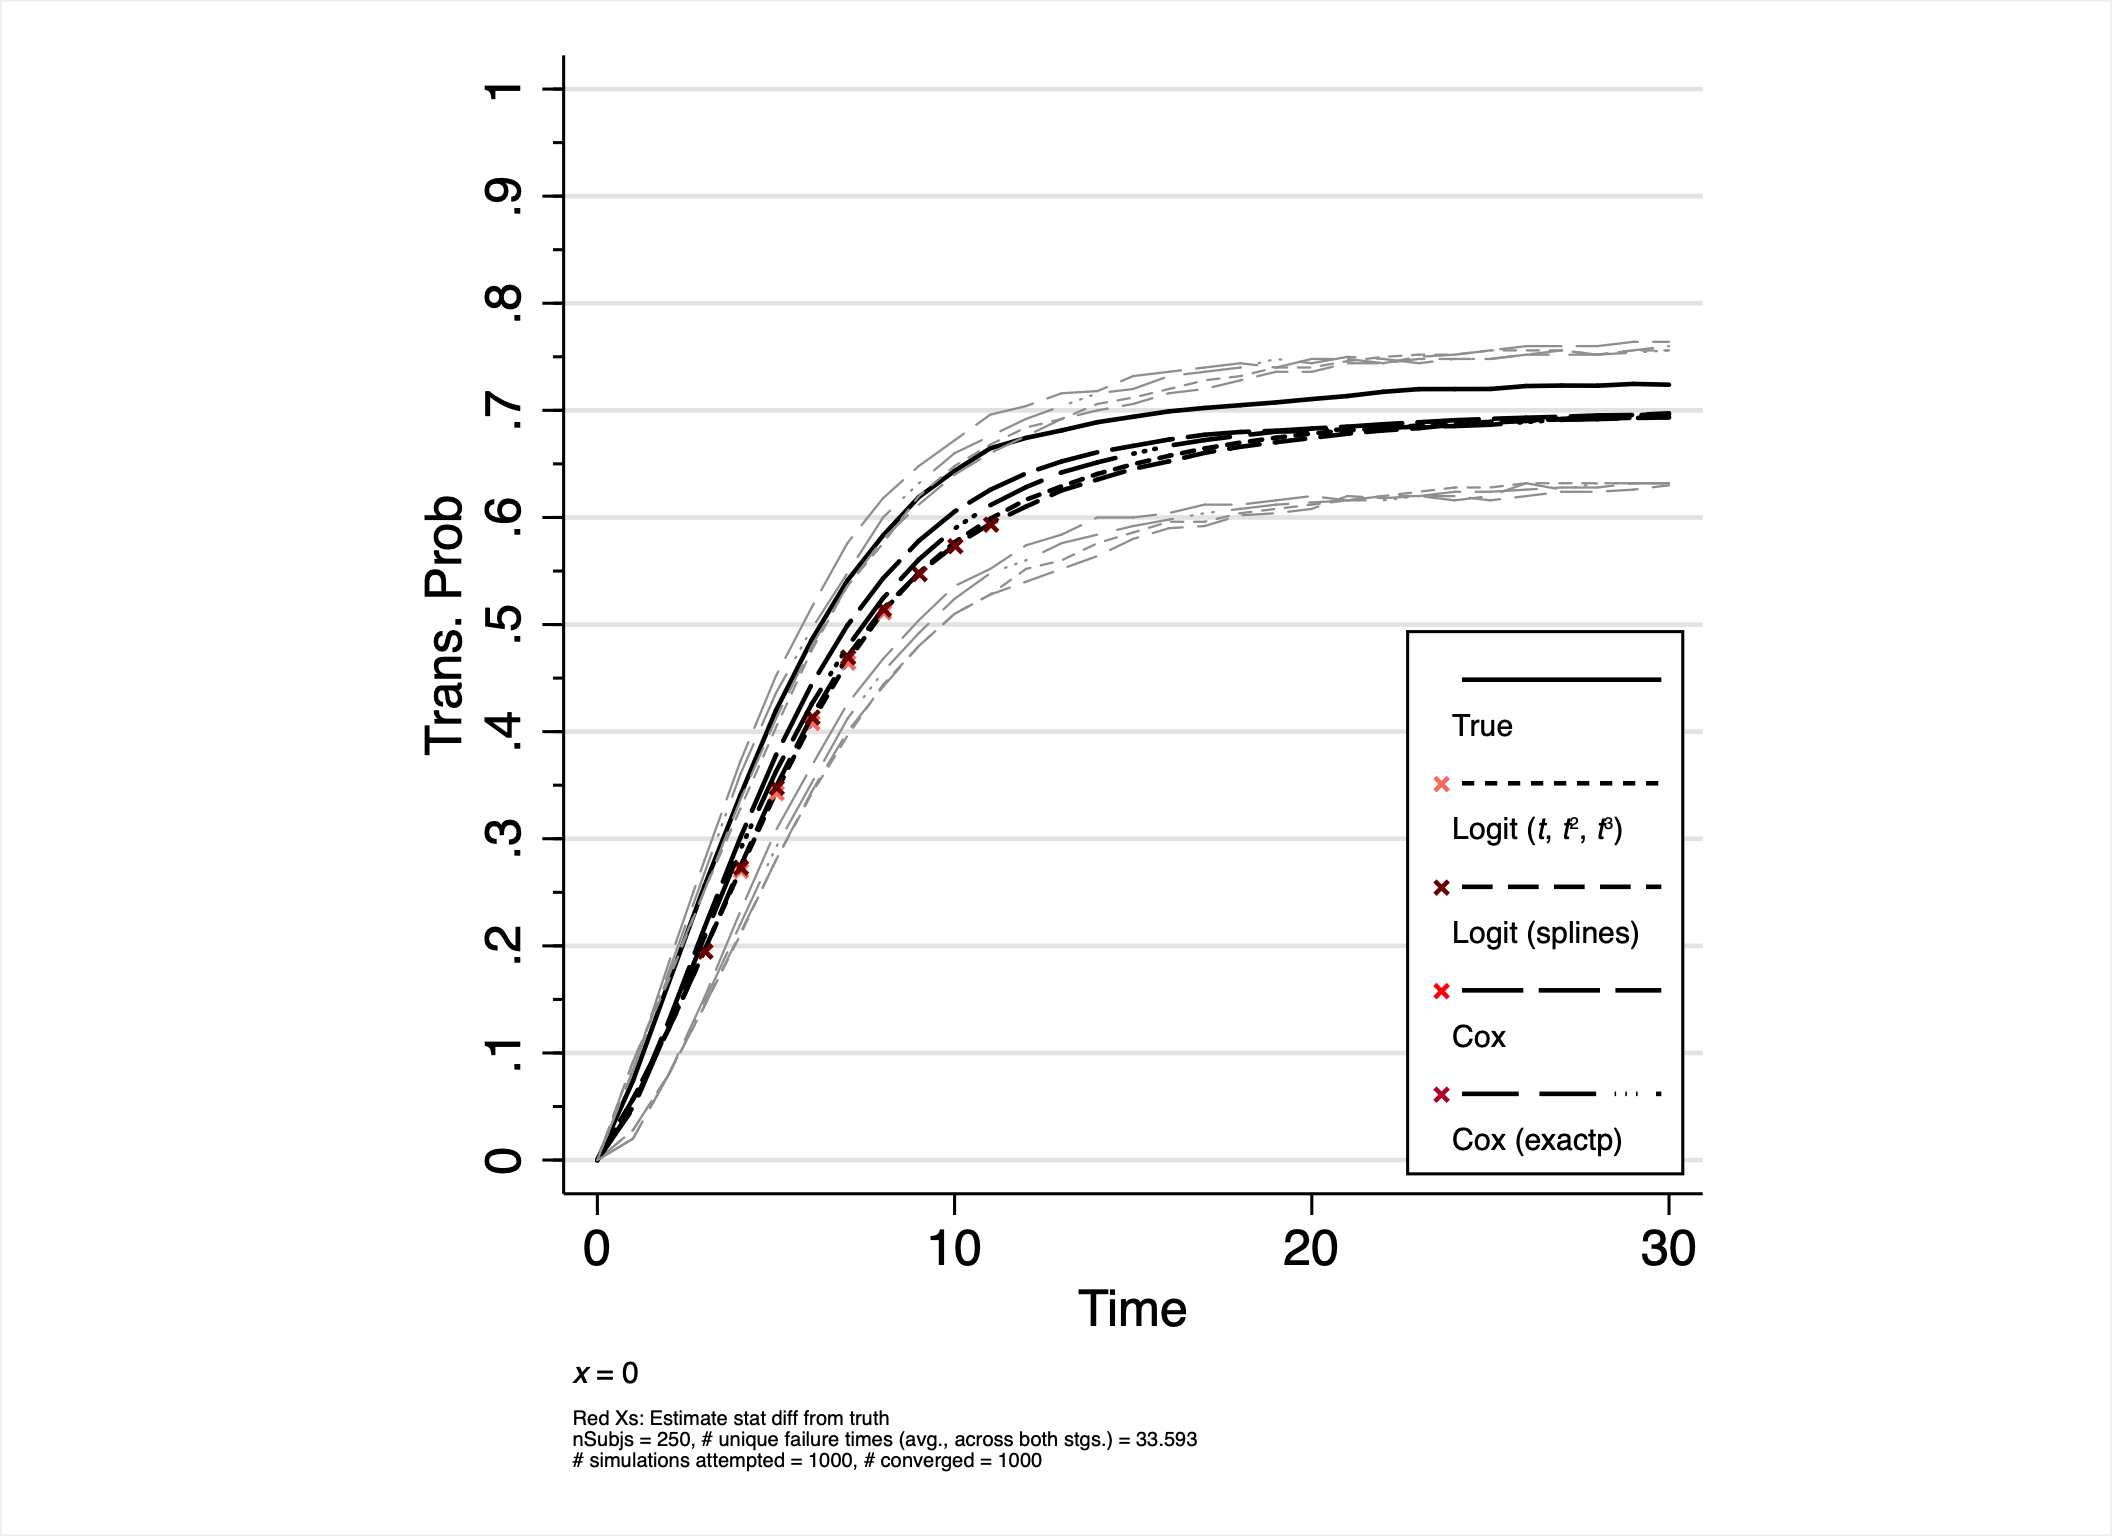 1
.9
.8
.7
.6
.5
.4
.3
.2
.1
0
Trans. Prob
True
Logit (t, t², t³)
Logit (splines)
Cox
Cox (exactp)
0 10 20 30
Time
x = 0
Red Xs: Estimate stat diff from truth
nSubjs = 250, # unique failure times (avg., across both stgs.) = 33.593
# simulations attempted = 1000, # converged = 1000